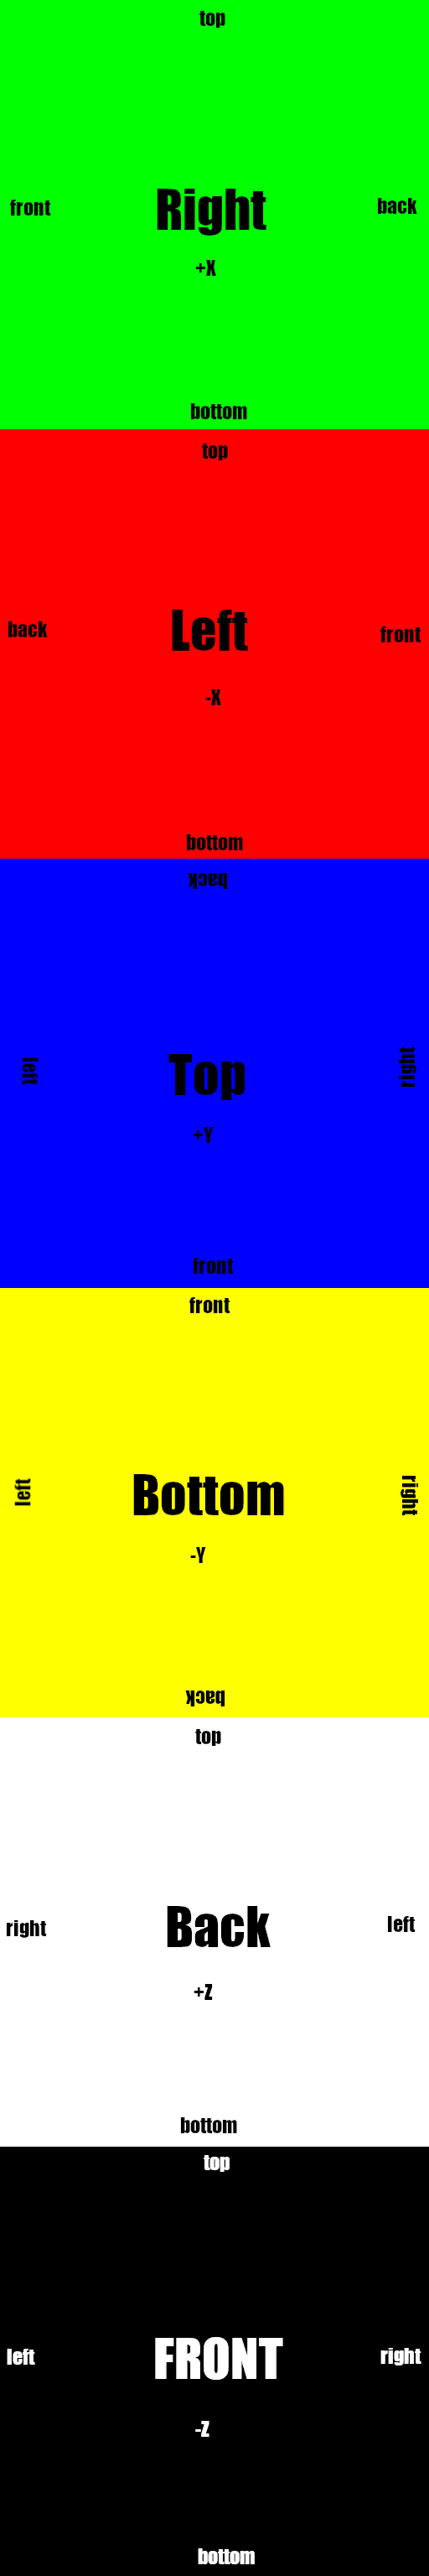 top
front Right back
+X
bottom
top
back Left front
-X
bottom
back
left Top right
+Y
front
front
left Bottom right
-Y
back
top
right Back left
+Z
bottom
top
left FRONT right
-Z
bottom